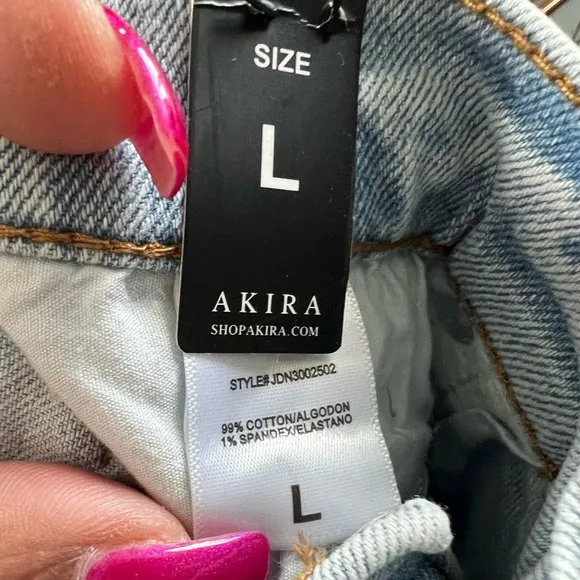 SIZE
L
AKIRA
SHOPAKIRA.COM
STYLE#JDN3002502
99% COTTON/ALGODON
1% SPANDEX/ELASTANO
L